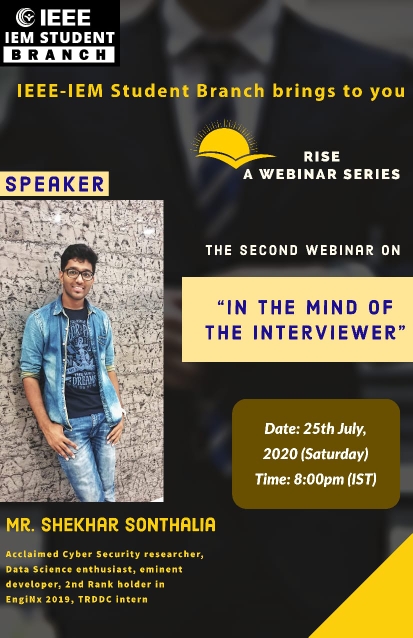 IEEE
IEM STUDENT
BRANCH
IEEE-IEM Student Branch brings to you
RISE
A WEBINAR SERIES
SPEAKER
THE SECOND WEBINAR ON
“IN THE MIND OF
THE INTERVIEWER”
Date: 25th July,
2020 (Saturday)
Time: 8:00pm (IST)
MR. SHEKHAR SONTHALIA
Acclaimed Cyber Security researcher,
Data Science enthusiast, eminent
developer, 2nd Rank holder in
EngiNx 2019, TRDDC intern